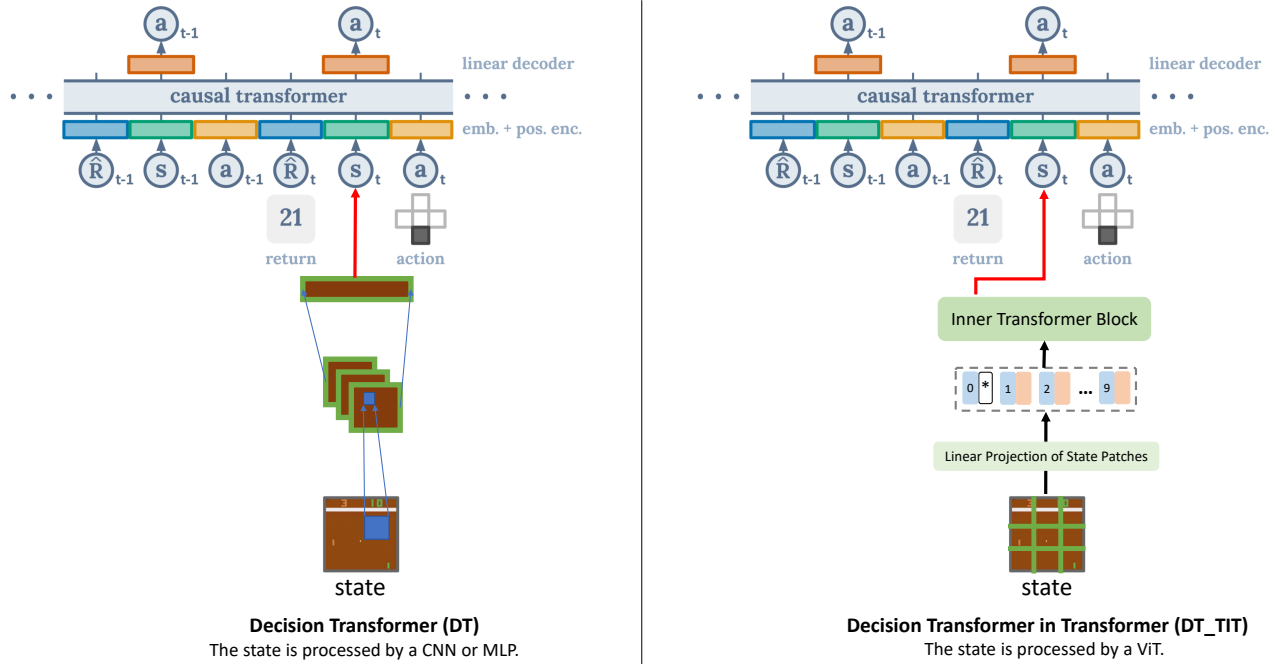 a t-1 a t
linear decoder
• • • causal transformer • • •
emb. + pos. enc.
R̂ t-1 s t-1 a t-1 R̂ t s t a t
21
return action
3 10
state
Decision Transformer (DT)
The state is processed by a CNN or MLP.
a t-1 a t
linear decoder
• • • causal transformer • • •
emb. + pos. enc.
R̂ t-1 s t-1 a t-1 R̂ t s t a t
21
return action
Inner Transformer Block
0 * 1 2 ... 9
Linear Projection of State Patches
state
Decision Transformer in Transformer (DT_TIT)
The state is processed by a ViT.